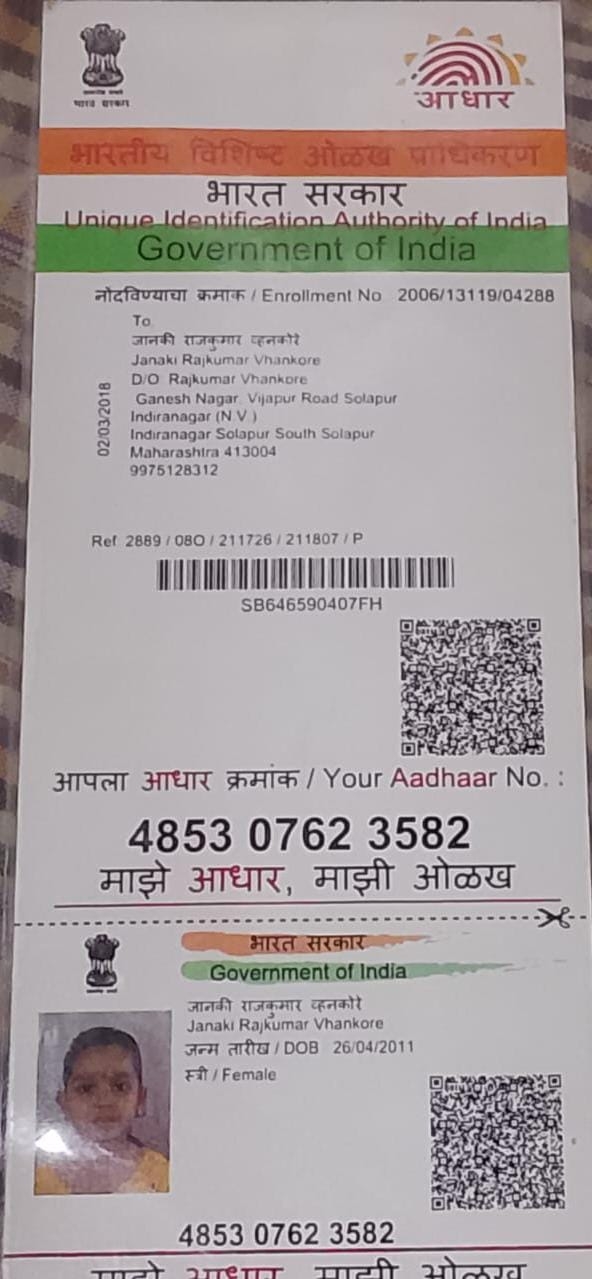 भारत सरकार
आधार
भारतीय विशिष्ट ओळख प्राधिकरण
भारत सरकार
Unique Identification Authority of India
Government of India
नोंदविण्याचा क्रमांक / Enrollment No 2006/13119/04288
To
जानकी राजकुमार व्हनकोरे
Janaki Rajkumar Vhankore
D/O: Rajkumar Vhankore
Ganesh Nagar, Vijapur Road Solapur
Indiranagar (N.V.)
Indiranagar Solapur South Solapur
Maharashtra 413004
9975128312
02/03/2018
Ref: 2889 / 08O / 211726 / 211807 / P
SB646590407FH
आपला आधार क्रमांक / Your Aadhaar No. :
4853 0762 3582
माझे आधार, माझी ओळख
भारत सरकार
Government of India
जानकी राजकुमार व्हनकोरे
Janaki Rajkumar Vhankore
जन्म तारीख / DOB 26/04/2011
स्त्री / Female
4853 0762 3582
माझे आधार, माझी ओळख